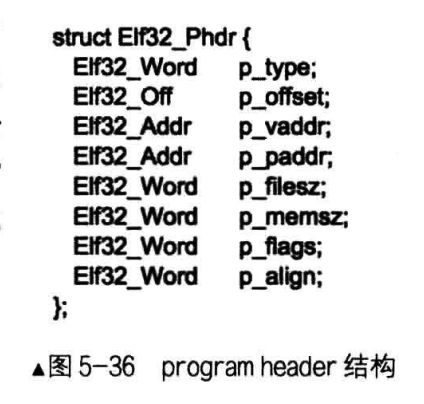 struct Elf32_Phdr {
Elf32_Word p_type;
Elf32_Off p_offset;
Elf32_Addr p_vaddr;
Elf32_Addr p_paddr;
Elf32_Word p_filesz;
Elf32_Word p_memsz;
Elf32_Word p_flags;
Elf32_Word p_align;
};
▲图 5-36 program header 结构